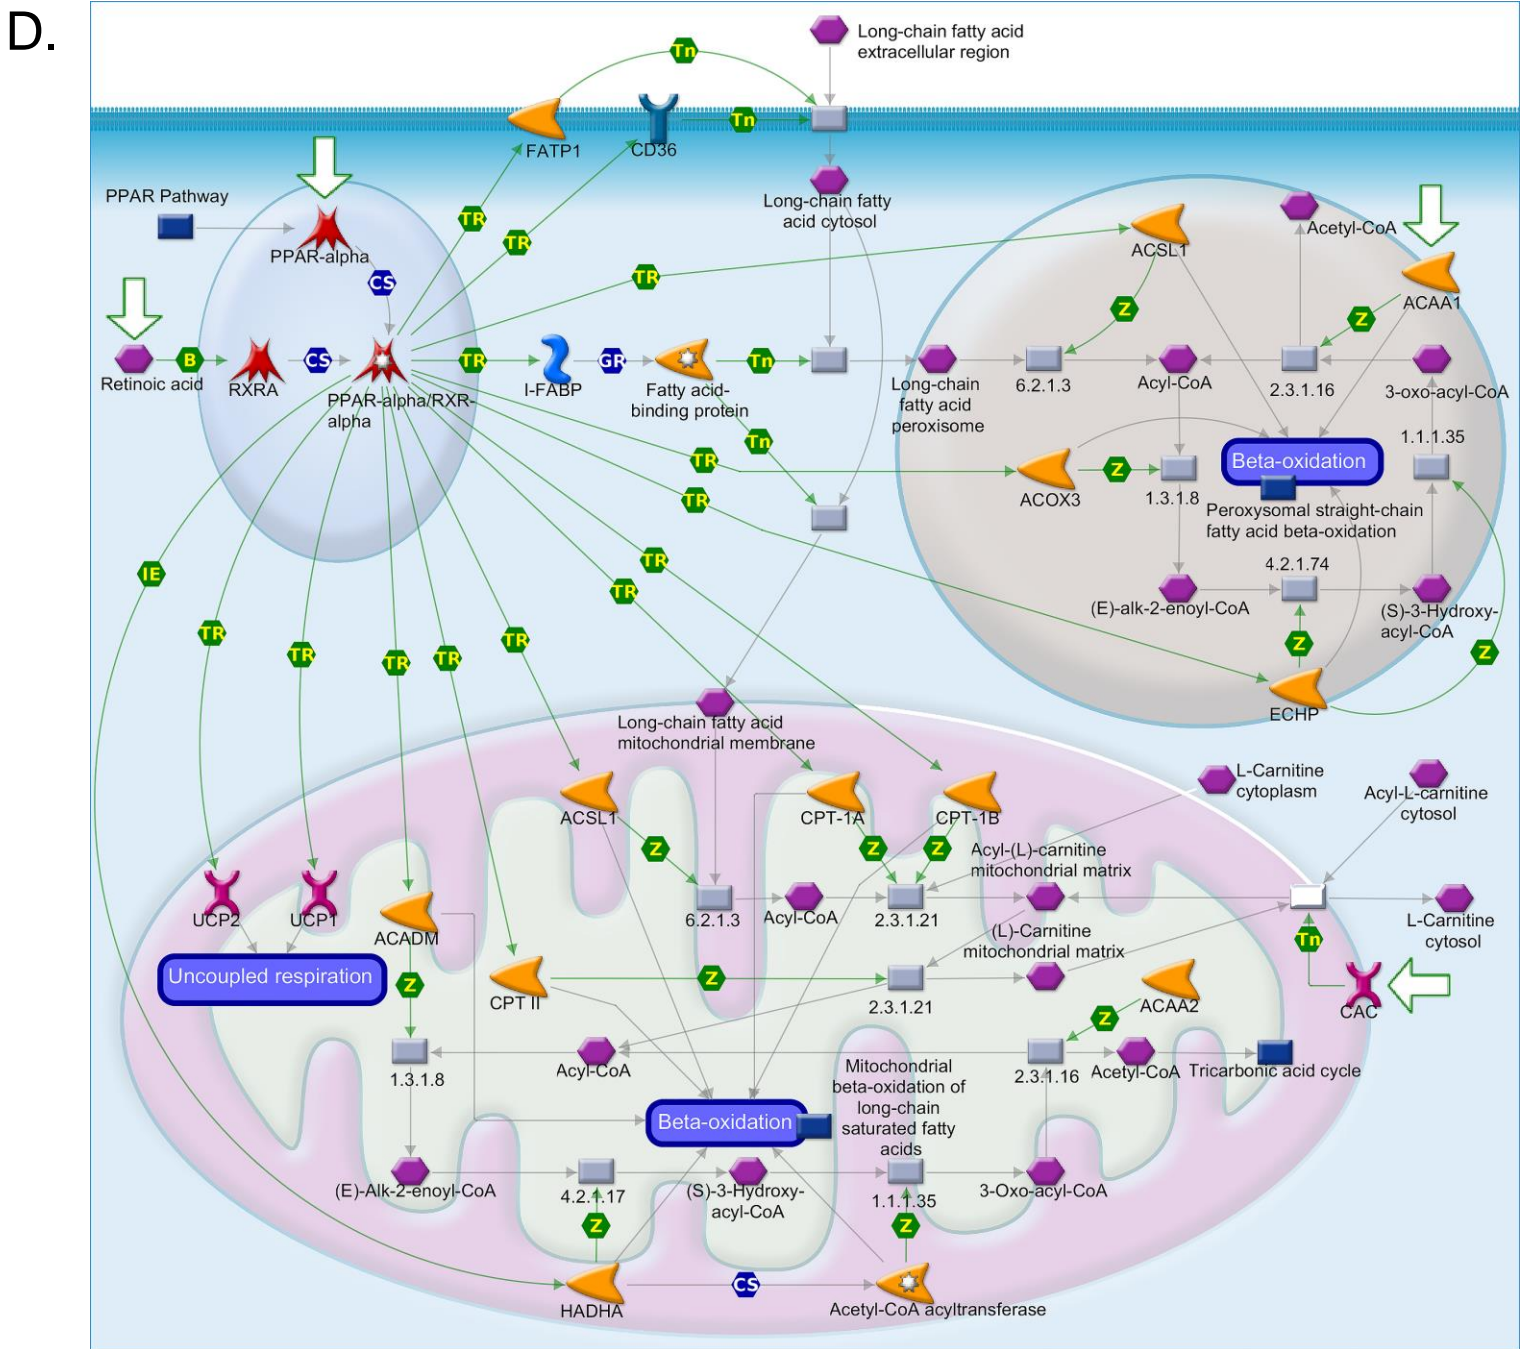 D.
Tn
Long-chain fatty acid
extracellular region
FATP1
Tn
CD36
PPAR Pathway
PPAR-alpha
CS
TR
TR
Long-chain fatty
acid cytosol
TR
ACSL1
Acetyl-CoA
ACAA1
Z
Z
Retinoic acid
B
RXRA
CS
PPAR-alpha/RXR-
alpha
TR
I-FABP
GR
Fatty acid-
binding protein
Tn
Long-chain
fatty acid
peroxisome
6.2.1.3
Acyl-CoA
2.3.1.16
3-oxo-acyl-CoA
1.1.1.35
Tn
TR
TR
ACOX3
Z
1.3.1.8
Beta-oxidation
Peroxysomal straight-chain
fatty acid beta-oxidation
4.2.1.74
(E)-alk-2-enoyl-CoA
(S)-3-Hydroxy-
acyl-CoA
Z
Z
ECHP
IE
TR
TR
TR
TR
TR
TR
TR
Long-chain fatty acid
mitochondrial membrane
ACSL1
Z
CPT-1A
Z
CPT-1B
Z
L-Carnitine
cytoplasm
Acyl-L-carnitine
cytosol
UCP2
UCP1
ACADM
6.2.1.3
Acyl-CoA
2.3.1.21
Acyl-(L)-carnitine
mitochondrial matrix
(L)-Carnitine
mitochondrial matrix
L-Carnitine
cytosol
Tn
CAC
Uncoupled respiration
Z
CPT II
Z
2.3.1.21
ACAA2
Z
1.3.1.8
Acyl-CoA
2.3.1.16
Acetyl-CoA
Tricarbonic acid cycle
Beta-oxidation
Mitochondrial
beta-oxidation of
long-chain
saturated fatty
acids
(E)-Alk-2-enoyl-CoA
4.2.1.17
(S)-3-Hydroxy-
acyl-CoA
1.1.1.35
3-Oxo-acyl-CoA
Z
Z
HADHA
CS
Acetyl-CoA acyltransferase